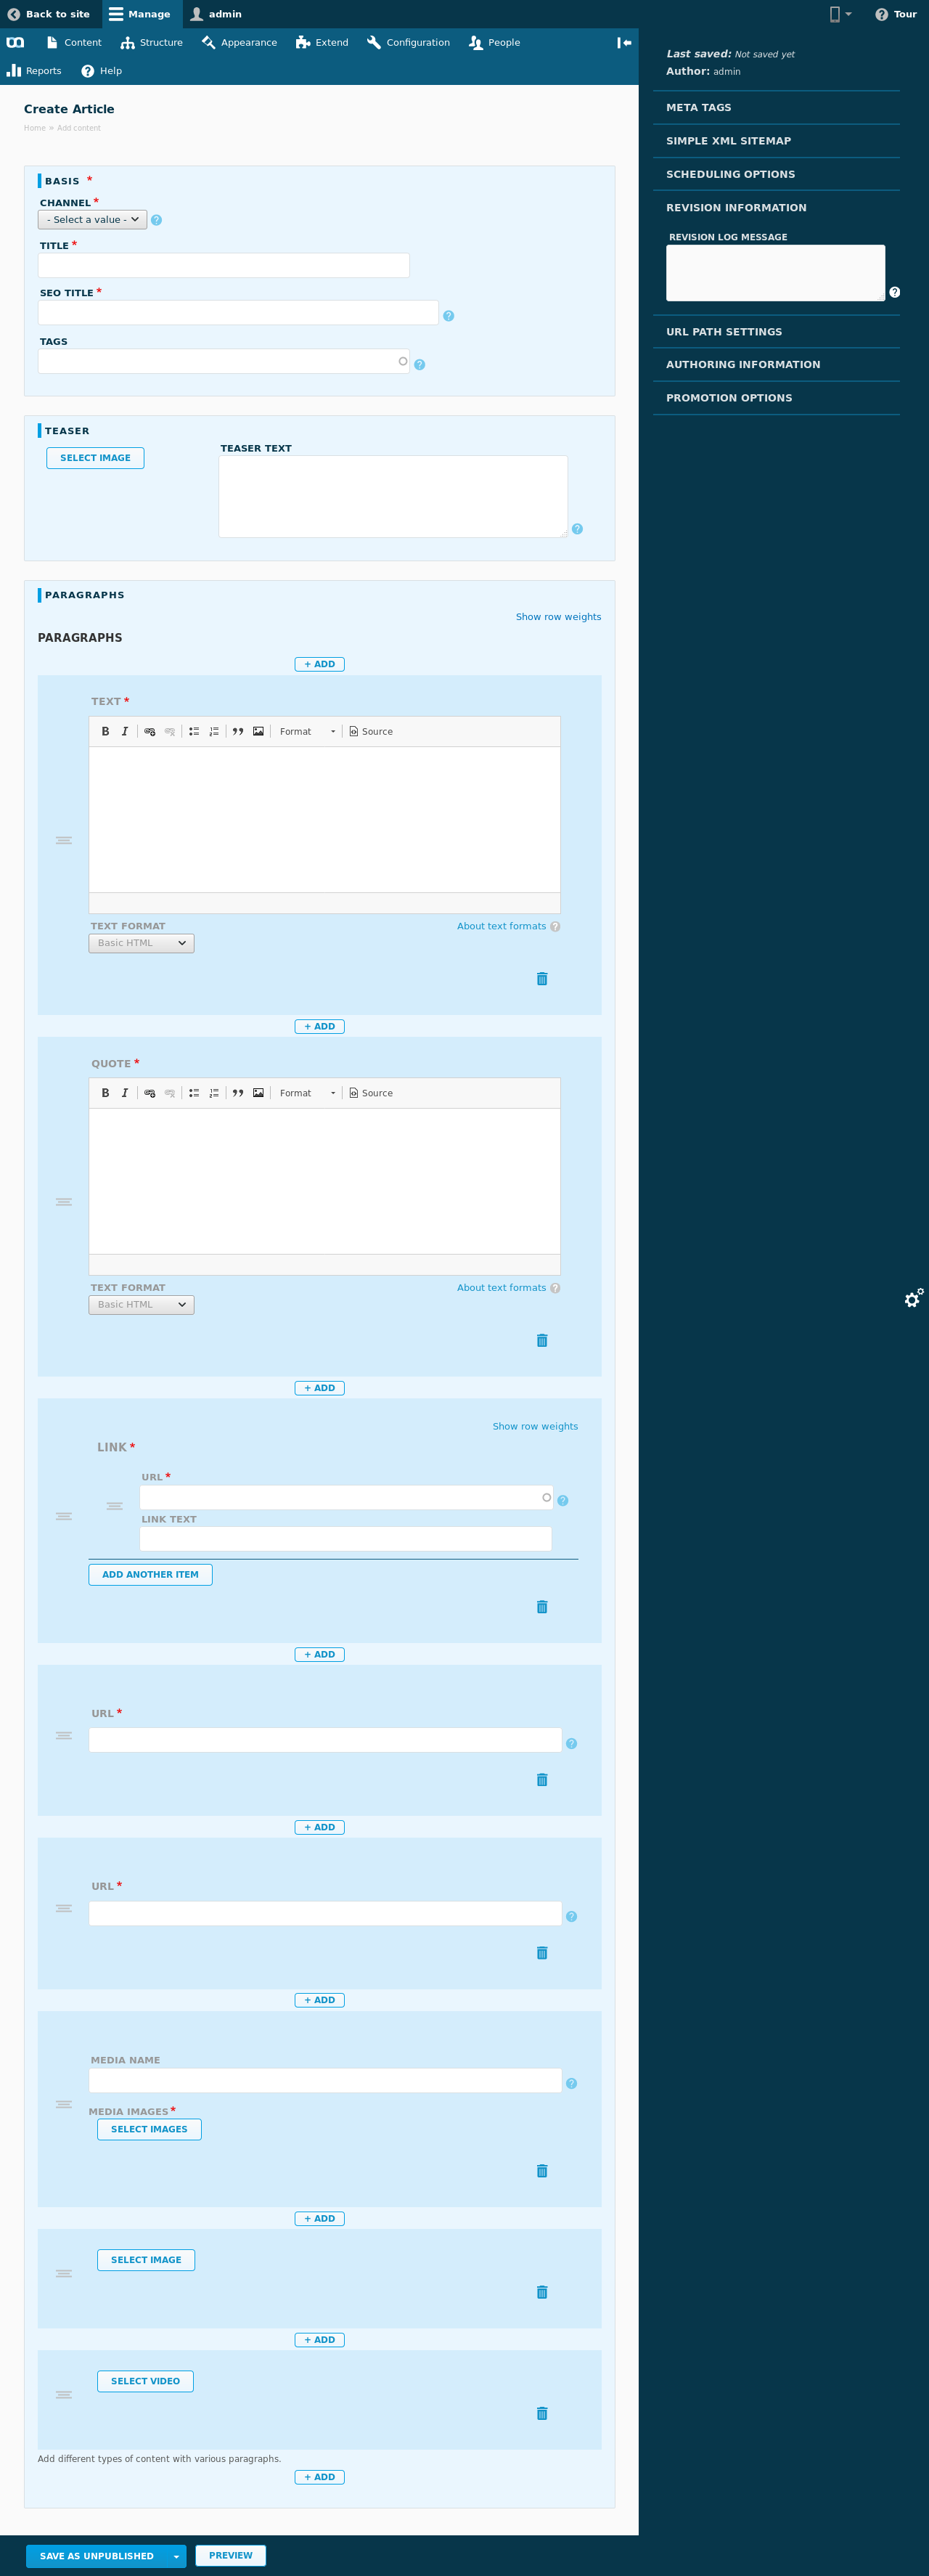 Back to site Manage admin Tour
Content Structure Appearance Extend Configuration People
Reports Help
Create Article
Home » Add content
BASIS *
CHANNEL *
- Select a value -
TITLE *
SEO TITLE *
TAGS
TEASER
SELECT IMAGE
TEASER TEXT
PARAGRAPHS
Show row weights
PARAGRAPHS
+ ADD
TEXT *
B I Format Source
TEXT FORMAT About text formats
Basic HTML
+ ADD
QUOTE *
B I Format Source
TEXT FORMAT About text formats
Basic HTML
+ ADD
Show row weights
LINK *
URL *
LINK TEXT
ADD ANOTHER ITEM
+ ADD
URL *
+ ADD
URL *
+ ADD
MEDIA NAME
MEDIA IMAGES *
SELECT IMAGES
+ ADD
SELECT IMAGE
+ ADD
SELECT VIDEO
Add different types of content with various paragraphs.
+ ADD
SAVE AS UNPUBLISHED PREVIEW
Last saved: Not saved yet
Author: admin
META TAGS
SIMPLE XML SITEMAP
SCHEDULING OPTIONS
REVISION INFORMATION
REVISION LOG MESSAGE
URL PATH SETTINGS
AUTHORING INFORMATION
PROMOTION OPTIONS